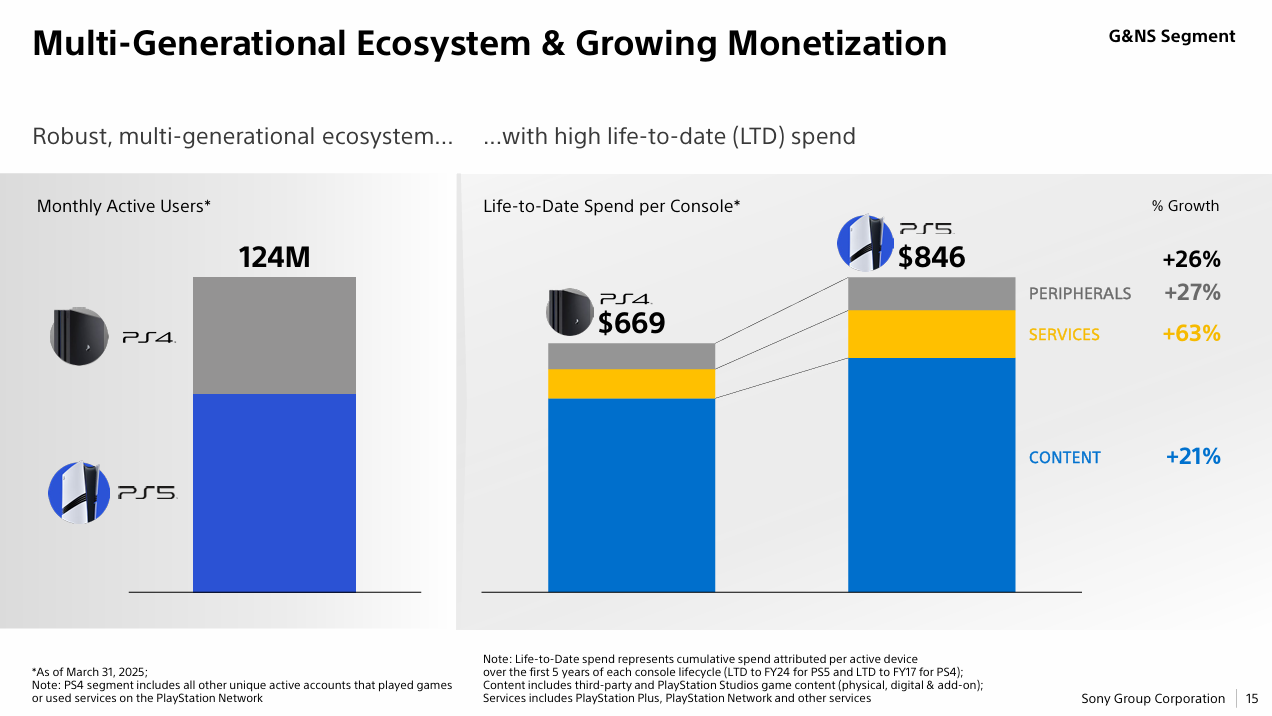 Multi-Generational Ecosystem & Growing Monetization
G&NS Segment
Robust, multi-generational ecosystem...
...with high life-to-date (LTD) spend
Monthly Active Users*
124M
PS4
PS5
Life-to-Date Spend per Console*
% Growth
PS4
$669
PS5
$846
+26%
PERIPHERALS +27%
SERVICES +63%
CONTENT +21%
*As of March 31, 2025;
Note: PS4 segment includes all other unique active accounts that played games
or used services on the PlayStation Network
Note: Life-to-Date spend represents cumulative spend attributed per active device
over the first 5 years of each console lifecycle (LTD to FY24 for PS5 and LTD to FY17 for PS4);
Content includes third-party and PlayStation Studios game content (physical, digital & add-on);
Services includes PlayStation Plus, PlayStation Network and other services
Sony Group Corporation 15